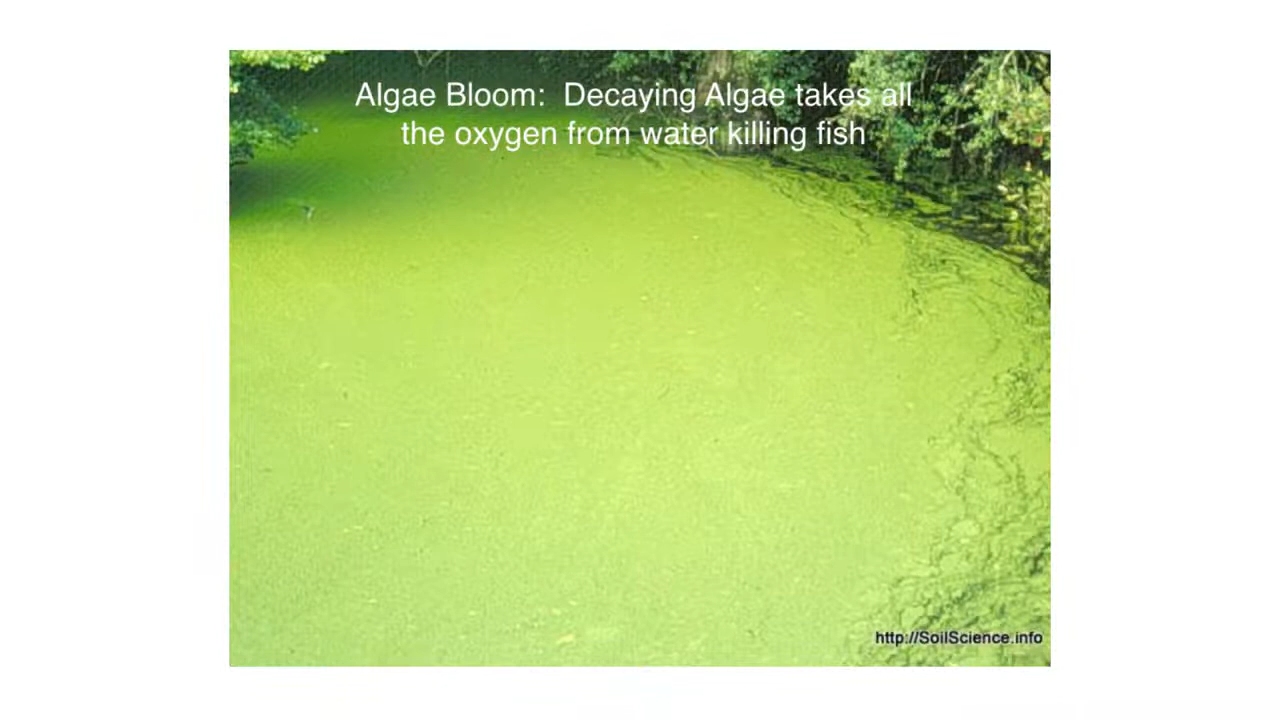 Algae Bloom:  Decaying Algae takes all
the oxygen from water killing fish
http://SoilScience.info